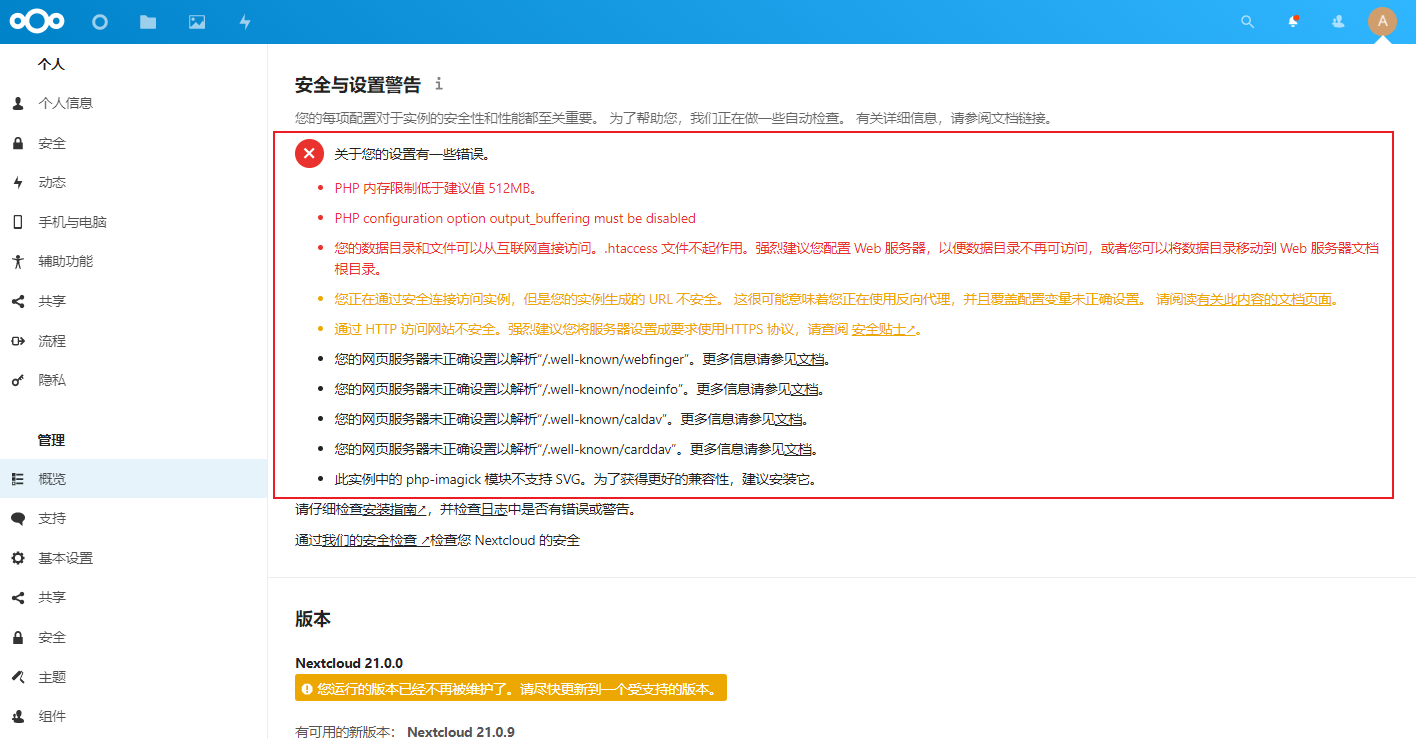 A
个人
个人信息
安全
动态
手机与电脑
辅助功能
共享
流程
隐私
管理
概览
支持
基本设置
共享
安全
主题
组件
安全与设置警告 i
您的每项配置对于实例的安全性和性能都至关重要。 为了帮助您，我们正在做一些自动检查。 有关详细信息，请参阅文档链接。
关于您的设置有一些错误。
• PHP 内存限制低于建议值 512MB。
• PHP configuration option output_buffering must be disabled
• 您的数据目录和文件可以从互联网直接访问。.htaccess 文件不起作用。强烈建议您配置 Web 服务器，以便数据目录不再可访问，或者您可以将数据目录移动到 Web 服务器文档
根目录。
• 您正在通过安全连接访问实例，但是您的实例生成的 URL 不安全。 这很可能意味着您正在使用反向代理，并且覆盖配置变量未正确设置。 请阅读有关此内容的文档页面。
• 通过 HTTP 访问网站不安全。强烈建议您将服务器设置成要求使用HTTPS 协议，请查阅 安全贴士↗。
• 您的网页服务器未正确设置以解析“/.well-known/webfinger”。更多信息请参见文档。
• 您的网页服务器未正确设置以解析“/.well-known/nodeinfo”。更多信息请参见文档。
• 您的网页服务器未正确设置以解析“/.well-known/caldav”。更多信息请参见文档。
• 您的网页服务器未正确设置以解析“/.well-known/carddav”。更多信息请参见文档。
• 此实例中的 php-imagick 模块不支持 SVG。为了获得更好的兼容性，建议安装它。
请仔细检查安装指南↗，并检查日志中是否有错误或警告。
通过我们的安全检查 ↗检查您 Nextcloud 的安全
版本
Nextcloud 21.0.0
您运行的版本已经不再被维护了。请尽快更新到一个受支持的版本。
有可用的新版本： Nextcloud 21.0.9